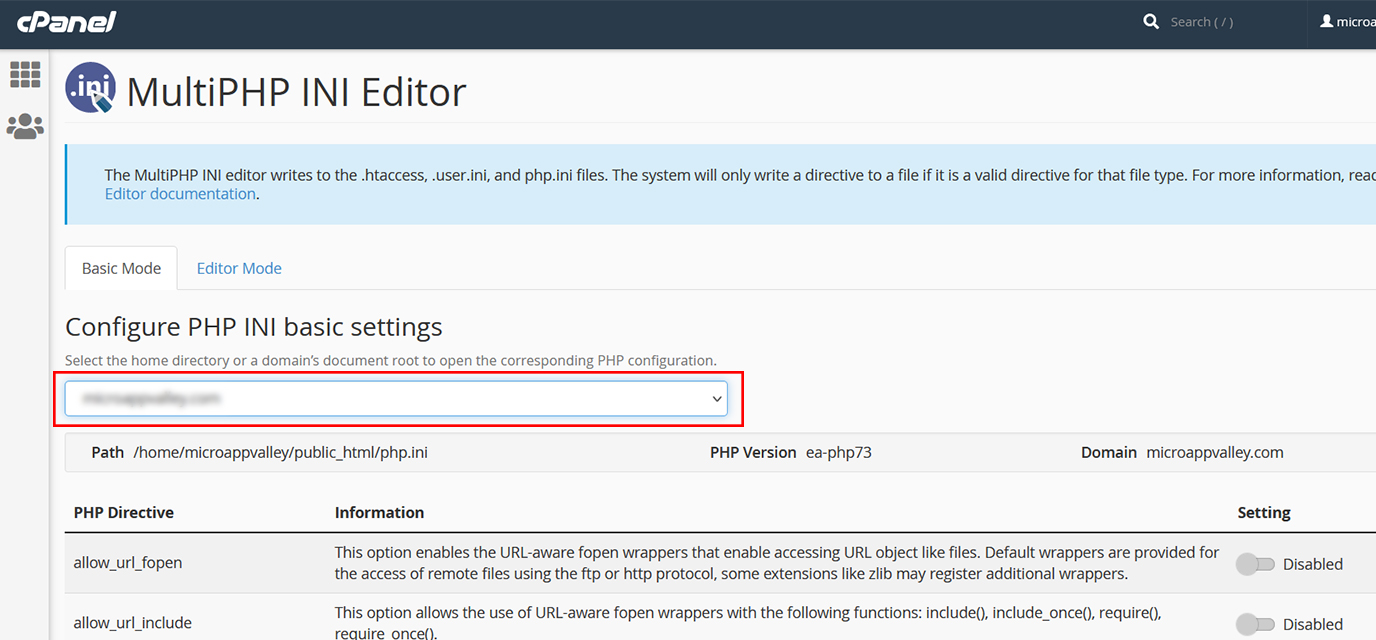 cPanel
Search ( / )
microa
.ini
MultiPHP INI Editor
The MultiPHP INI editor writes to the .htaccess, .user.ini, and php.ini files. The system will only write a directive to a file if it is a valid directive for that file type. For more information, read
Editor documentation.
Basic Mode
Editor Mode
Configure PHP INI basic settings
Select the home directory or a domain’s document root to open the corresponding PHP configuration.
microappvalley.com
Path /home/microappvalley/public_html/php.ini
PHP Version ea-php73
Domain microappvalley.com
PHP Directive
Information
Setting
allow_url_fopen
This option enables the URL-aware fopen wrappers that enable accessing URL object like files. Default wrappers are provided for
the access of remote files using the ftp or http protocol, some extensions like zlib may register additional wrappers.
Disabled
allow_url_include
This option allows the use of URL-aware fopen wrappers with the following functions: include(), include_once(), require(),
require_once().
Disabled